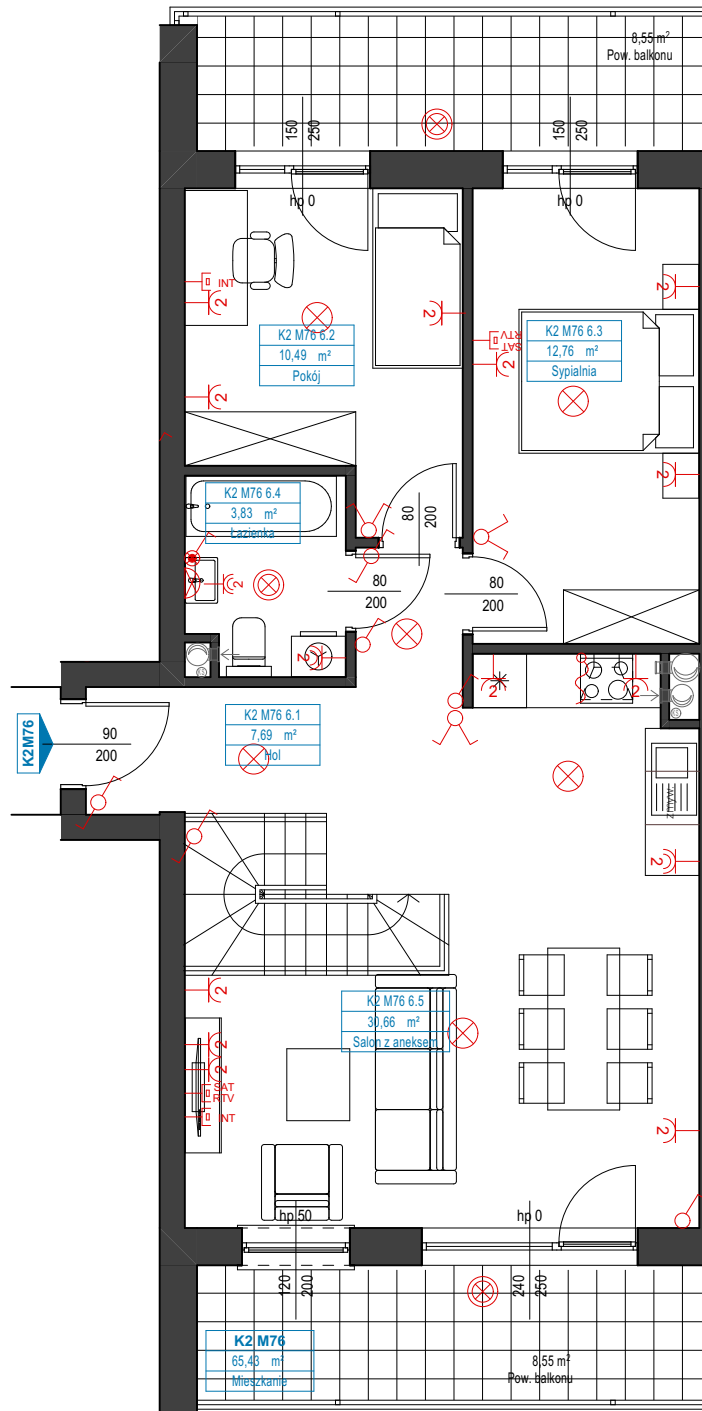 8,55 m²
Pow. balkonu
150
250
150
250
hp 0
hp 0
INT
2
2
2
K2 M76 6.2
10,49 m²
Pokój
SAT
RTV
2
2
K2 M76 6.3
12,76 m²
Sypialnia
2
K2 M76 6.4
3,83 m²
Łazienka
2
2
80
200
80
200
80
200
2
2
K2M76
90
200
K2 M76 6.1
7,69 m²
Hol
2
2
K2 M76 6.5
30,66 m²
Salon z aneksem
2
2
SAT
RTV
INT
2
hp 50
hp 0
120
200
240
250
K2 M76
65,43 m²
Mieszkanie
8,55 m²
Pow. balkonu